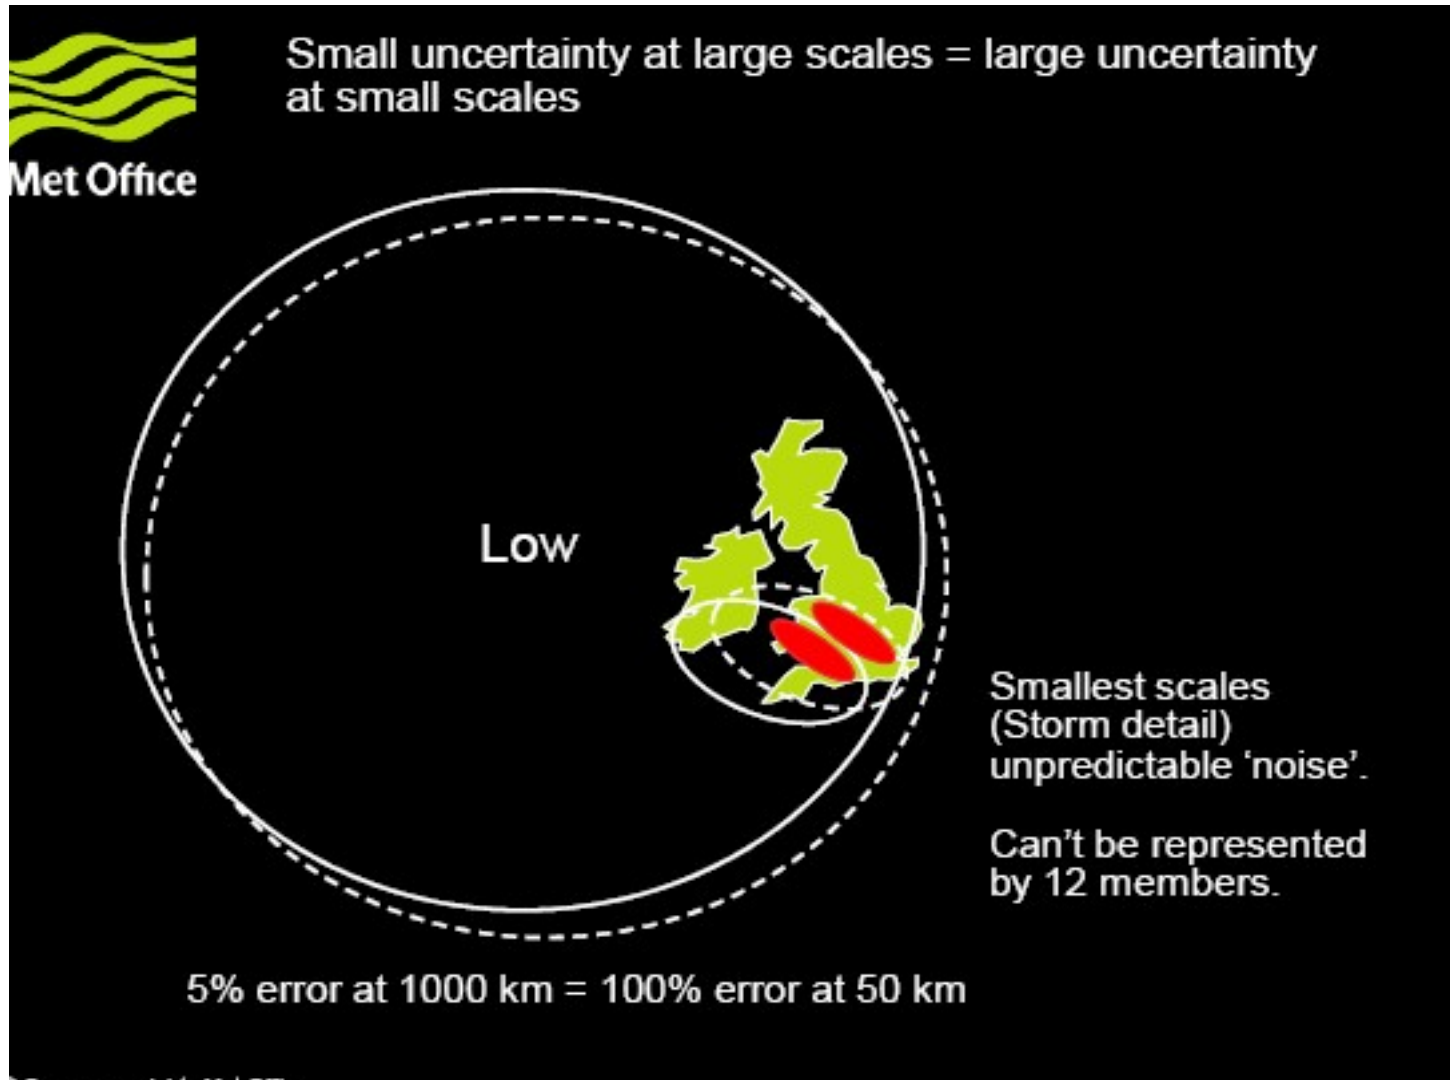 Small uncertainty at large scales = large uncertainty
at small scales
Met Office
Low
Smallest scales
(Storm detail)
unpredictable ‘noise’.
Can’t be represented
by 12 members.
5% error at 1000 km = 100% error at 50 km